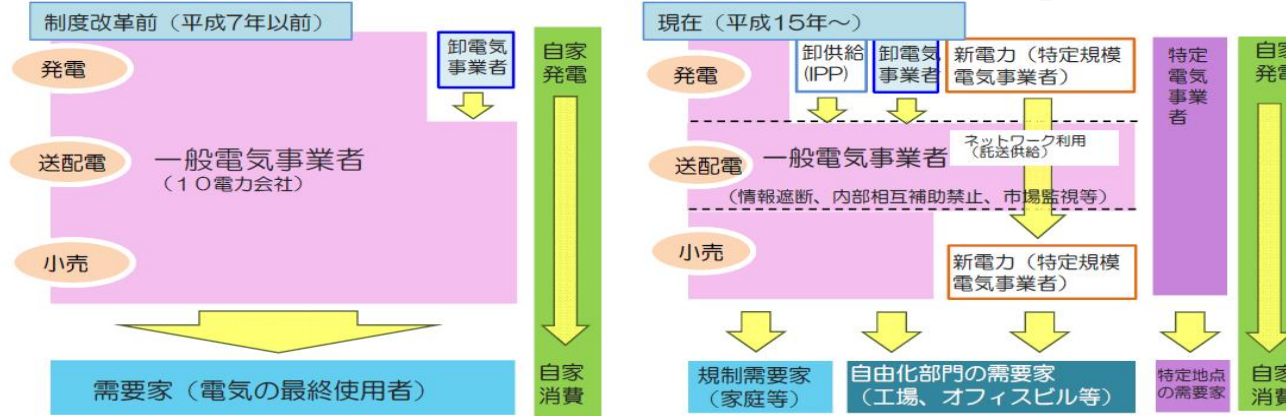 制度改革前（平成7年以前）
発電
卸電気
事業者
自家
発電
送配電
一般電気事業者
（１０電力会社）
小売
需要家（電気の最終使用者）
自家
消費
現在（平成15年～）
発電
卸供給
(IPP)
卸電気
事業者
新電力（特定規模
電気事業者）
特定
電気
事業
者
自家
発電
送配電
一般電気事業者
ネットワーク利用
（託送供給）
（情報遮断、内部相互補助禁止、市場監視等）
小売
新電力（特定規模
電気事業者）
規制需要家
（家庭等）
自由化部門の需要家
（工場、オフィスビル等）
特定地点
の需要家
自家
消費